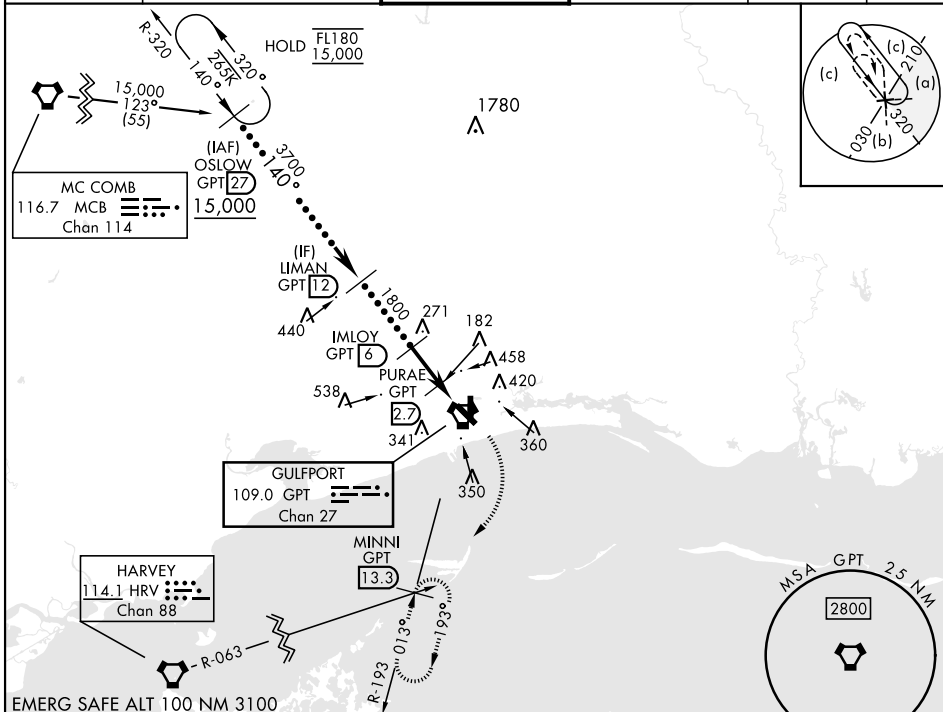 R-320
HOLD
FL180
15,000
320°
265K
140°
15,000
123°
(55)
(IAF)
OSLOW
GPT 27
15,000
3700
140°
1780
(c)
(c)
210
(a)
030
(b)
320
MC COMB
116.7 MCB
Chan 114
(IF)
LIMAN
GPT 12
1800
440
271
182
IMLOY
GPT 6
458
PURAE
GPT
2.7
420
538
341
360
350
GULFPORT
109.0 GPT
Chan 27
MINNI
GPT
13.3
HARVEY
114.1 HRV
Chan 88
R-063
013°
193°
R-193
MSA GPT 25 NM
2800
EMERG SAFE ALT 100 NM 3100